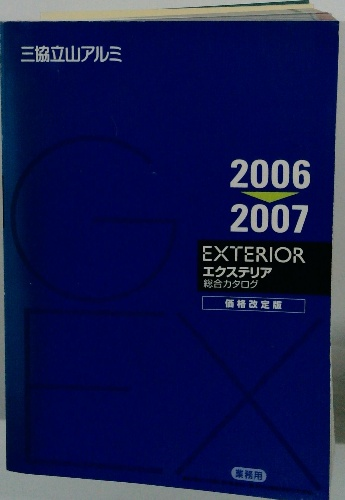 三協立山アルミ
2006
2007
EXTERIOR
エクステリア
総合カタログ
価格改定版
GEX
業務用